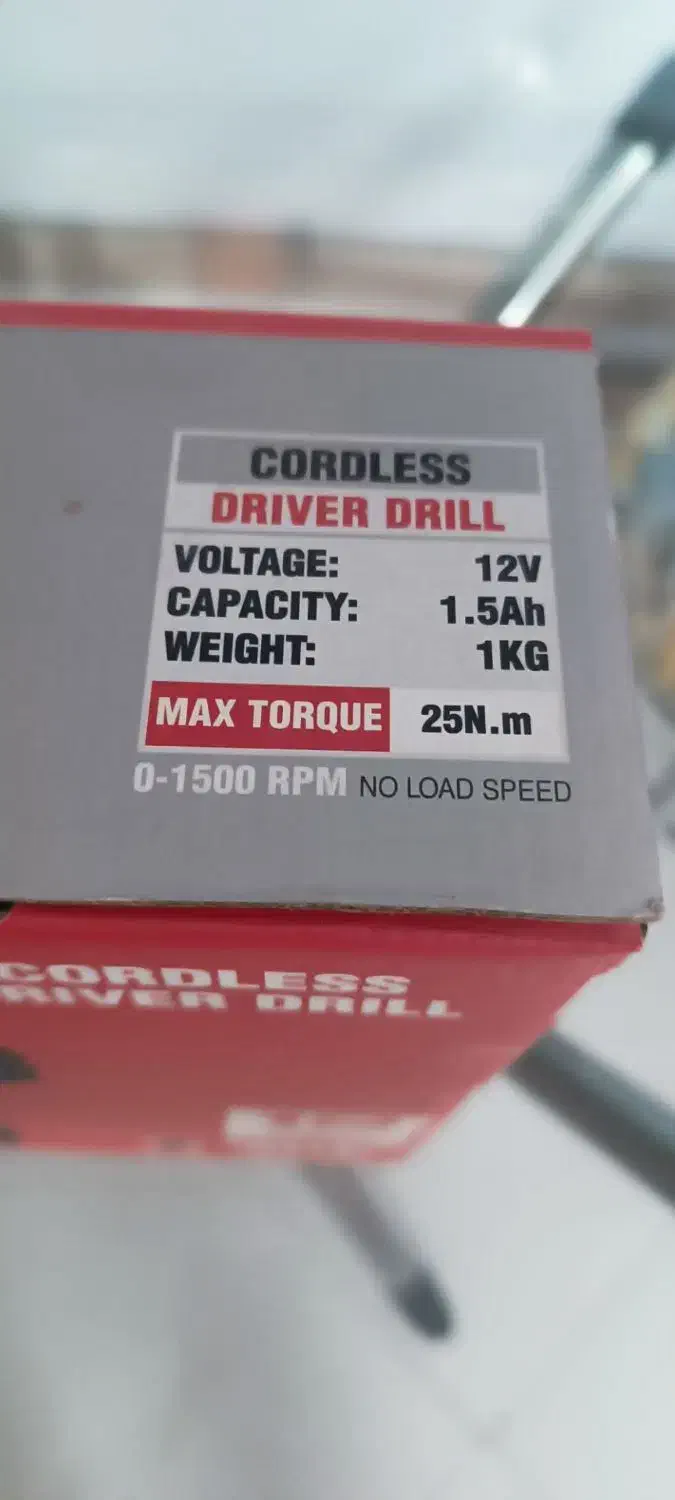 CORDLESS
DRIVER DRILL
VOLTAGE: 12V
CAPACITY: 1.5Ah
WEIGHT: 1KG
MAX TORQUE 25N.m
0-1500 RPM NO LOAD SPEED
CORDLESS
RIVER DRILL